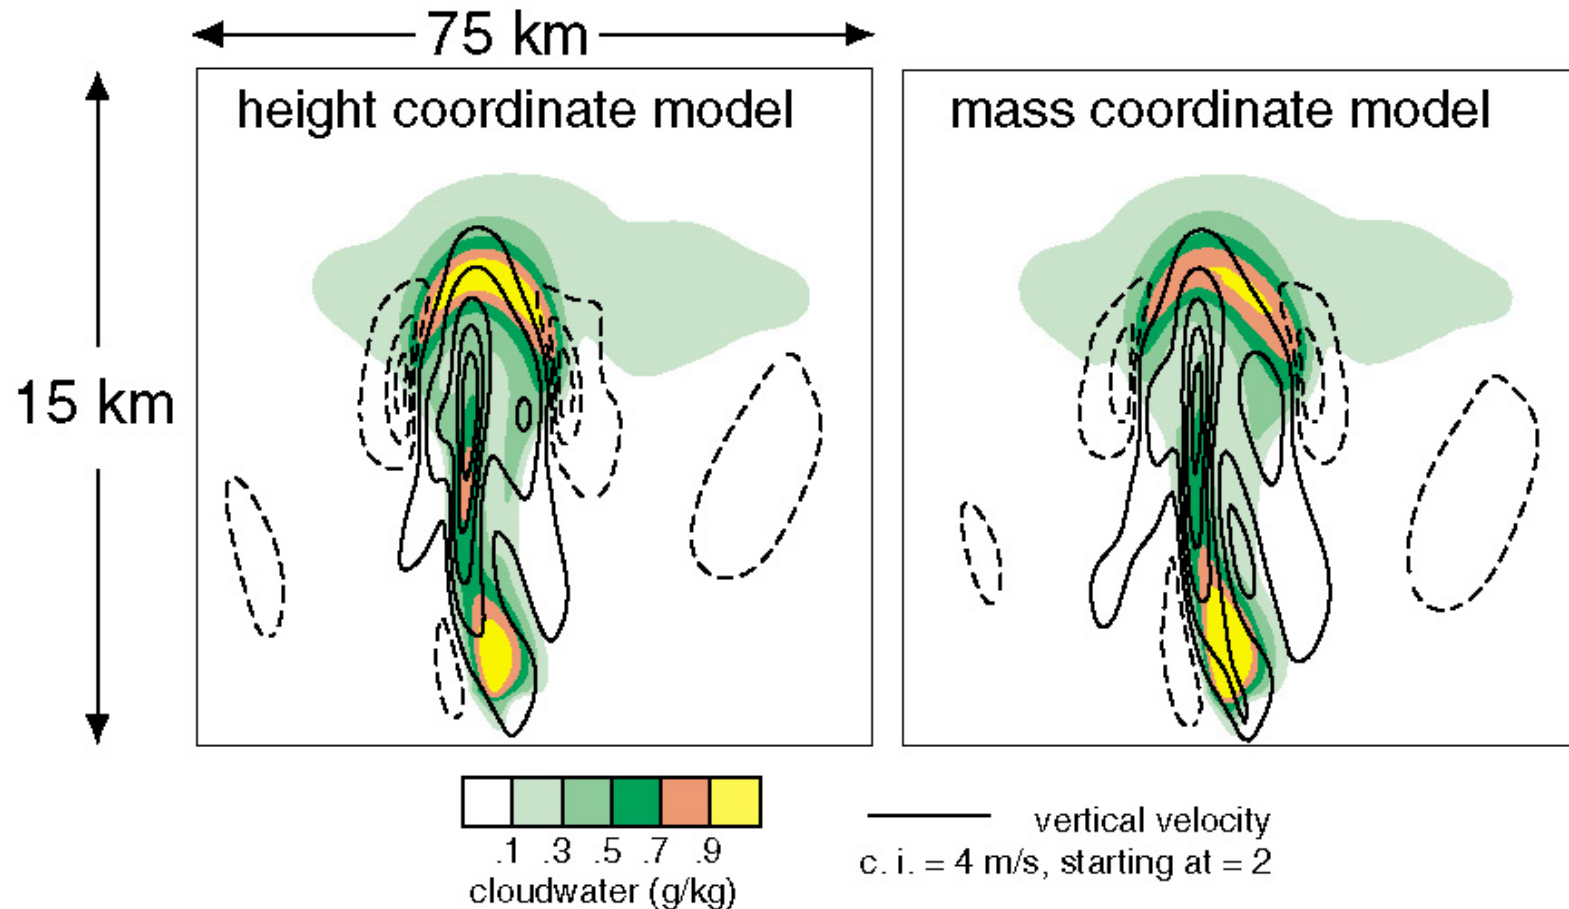 75 km
height coordinate model
mass coordinate model
15 km
.1 .3 .5 .7 .9
cloudwater (g/kg)
vertical velocity
c. i. = 4 m/s, starting at = 2